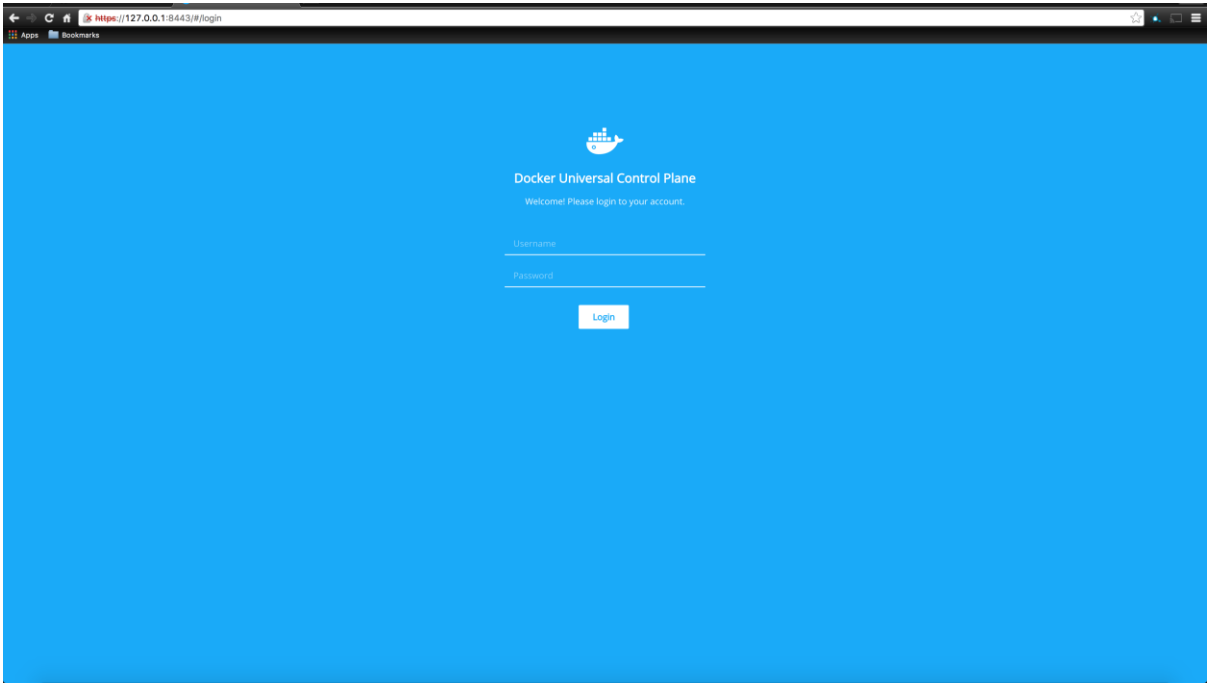 https://127.0.0.1:8443/#/login
Apps Bookmarks
Docker Universal Control Plane
Welcome! Please login to your account.
Username
Password
Login